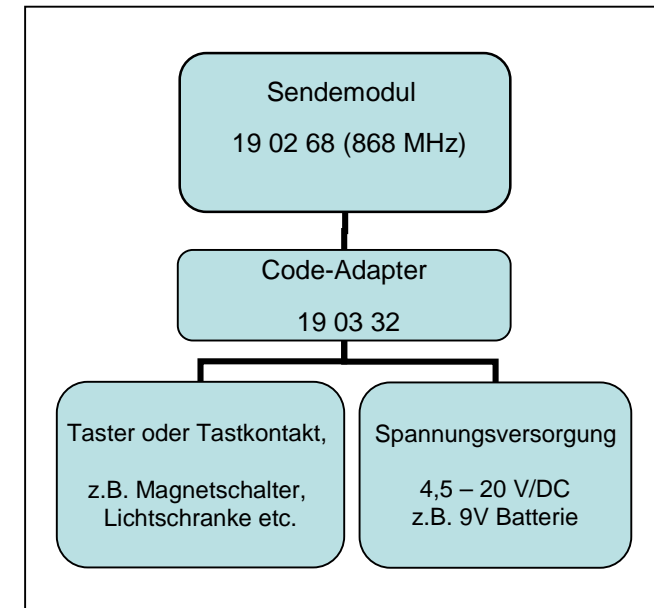 Sendemodul
19 02 68 (868 MHz)
Code-Adapter
19 03 32
Taster oder Tastkontakt,
z.B. Magnetschalter,
Lichtschranke etc.
Spannungsversorgung
4,5 – 20 V/DC
z.B. 9V Batterie